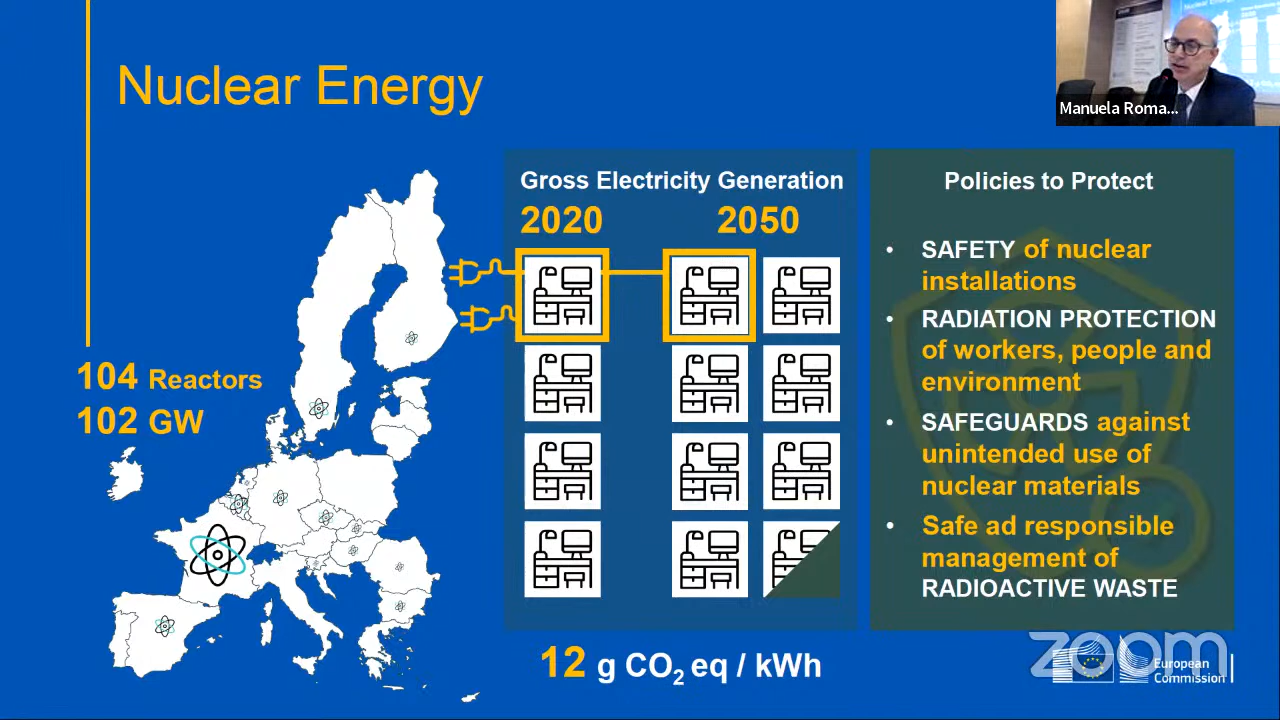 Nuclear Energy
Manuela Roma...
104 Reactors
102 GW
Gross Electricity Generation
2020
2050
12 g CO₂ eq / kWh
Policies to Protect
• SAFETY of nuclear
installations
• RADIATION PROTECTION
of workers, people and
environment
• SAFEGUARDS against
unintended use of
nuclear materials
• Safe ad responsible
management of
RADIOACTIVE WASTE
zoom
European
Commission